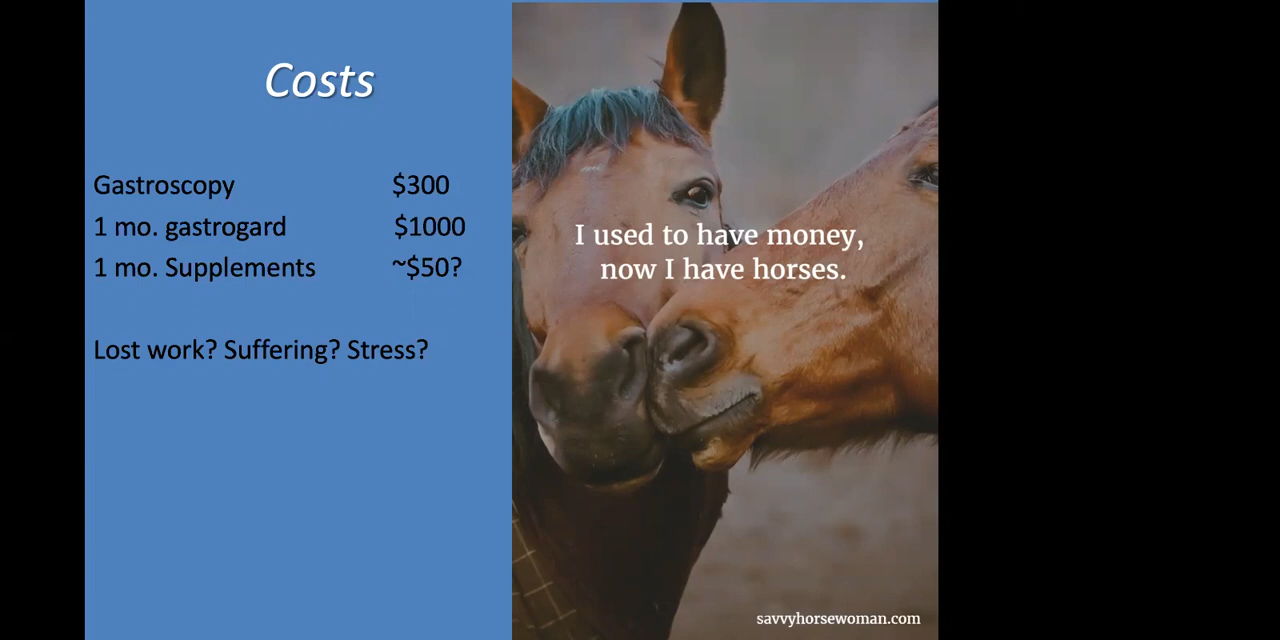 Costs
Gastroscopy $300
1 mo. gastrogard $1000
1 mo. Supplements ~$50?
Lost work? Suffering? Stress?
I used to have money,
now I have horses.
savvyhorsewoman.com